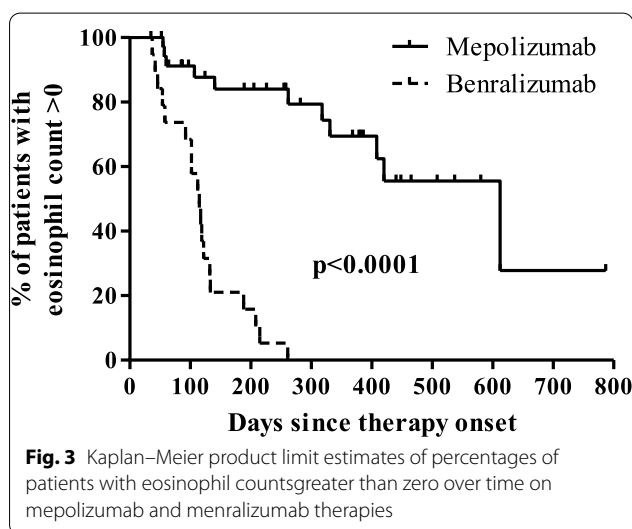 % of patients with
eosinophil count >0
100
80
60
40
20
0
Mepolizumab
Benralizumab
p<0.0001
0 100 200 300 400 500 600 700 800
Days since therapy onset
Fig. 3 Kaplan–Meier product limit estimates of percentages of
patients with eosinophil countsgreater than zero over time on
mepolizumab and menralizumab therapies